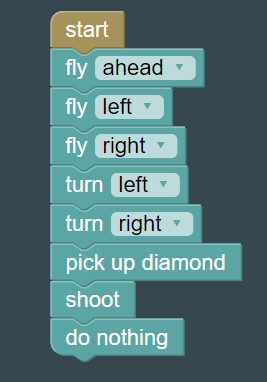 start
fly ahead
fly left
fly right
turn left
turn right
pick up diamond
shoot
do nothing